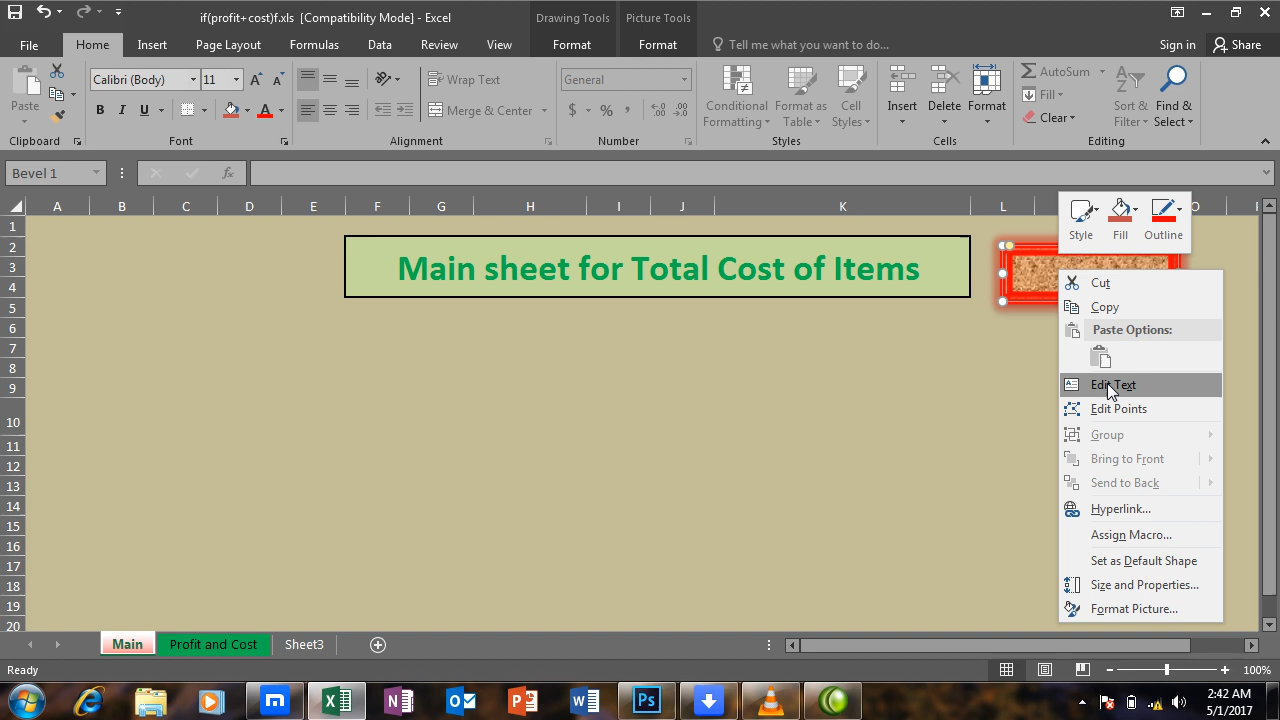 if(profit+cost)f.xls [Compatibility Mode] - Excel
Drawing Tools
Picture Tools
File
Home
Insert
Page Layout
Formulas
Data
Review
View
Format
Format
Tell me what you want to do...
Sign in
Share
Paste
Calibri (Body)
11
A
A
B I U
A
Wrap Text
Merge & Center
General
$ % ,
Conditional
Formatting
Format as
Table
Cell
Styles
Insert
Delete
Format
AutoSum
Fill
Clear
Sort &
Filter
Find &
Select
Clipboard
Font
Alignment
Number
Styles
Cells
Editing
Bevel 1
fx
A B C D E F G H I J K L O
1
2
3
4
5
6
7
8
9
10
11
12
13
14
15
16
17
18
19
20
Main sheet for Total Cost of Items
Style
Fill
Outline
Cut
Copy
Paste Options:
Edit Text
Edit Points
Group
Bring to Front
Send to Back
Hyperlink...
Assign Macro...
Set as Default Shape
Size and Properties...
Format Picture...
Main
Profit and Cost
Sheet3
Ready
100%
2:42 AM
5/1/2017